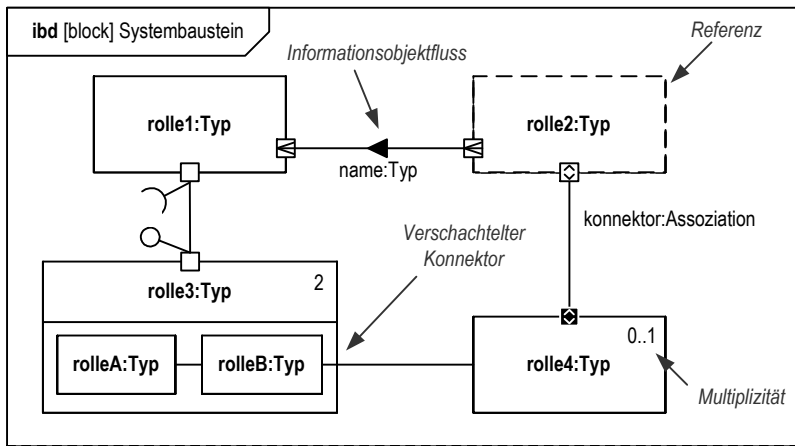 ibd [block] Systembaustein
Informationsobjektfluss
Referenz
rolle1:Typ
rolle2:Typ
name:Typ
konnektor:Assoziation
Verschachtelter
Konnektor
rolle3:Typ
2
0..1
rolleA:Typ
rolleB:Typ
rolle4:Typ
Multiplizität